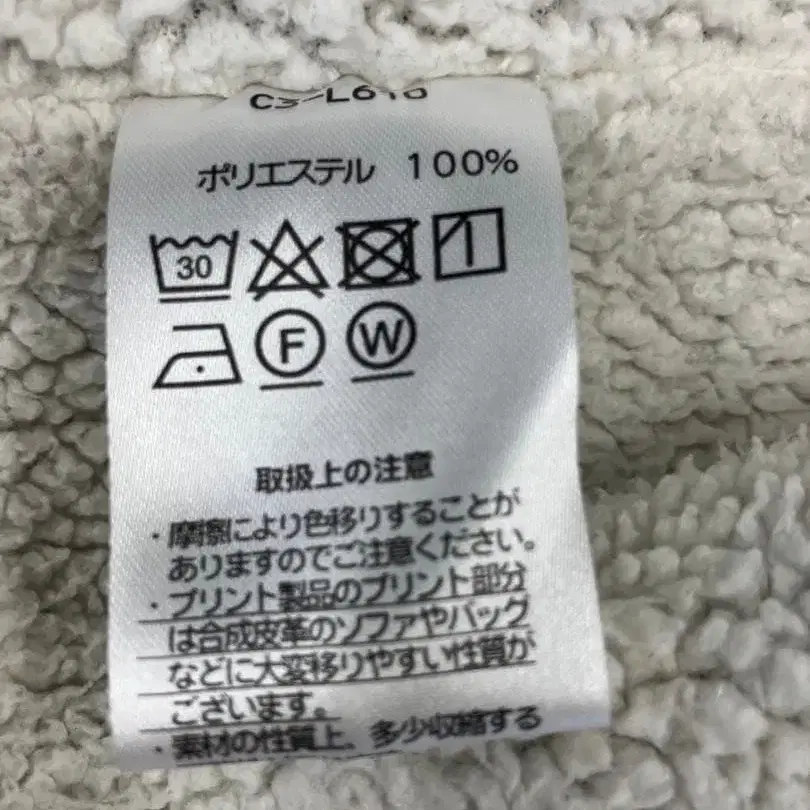 ポリエステル 100%
30
F
W
取扱上の注意
・摩擦により色移りすることが
ありますのでご注意ください。
・プリント製品のプリント部分
は合成皮革のソファやバッグ
などに大変移りやすい性質が
ございます。
・素材の性質上、多少収縮する